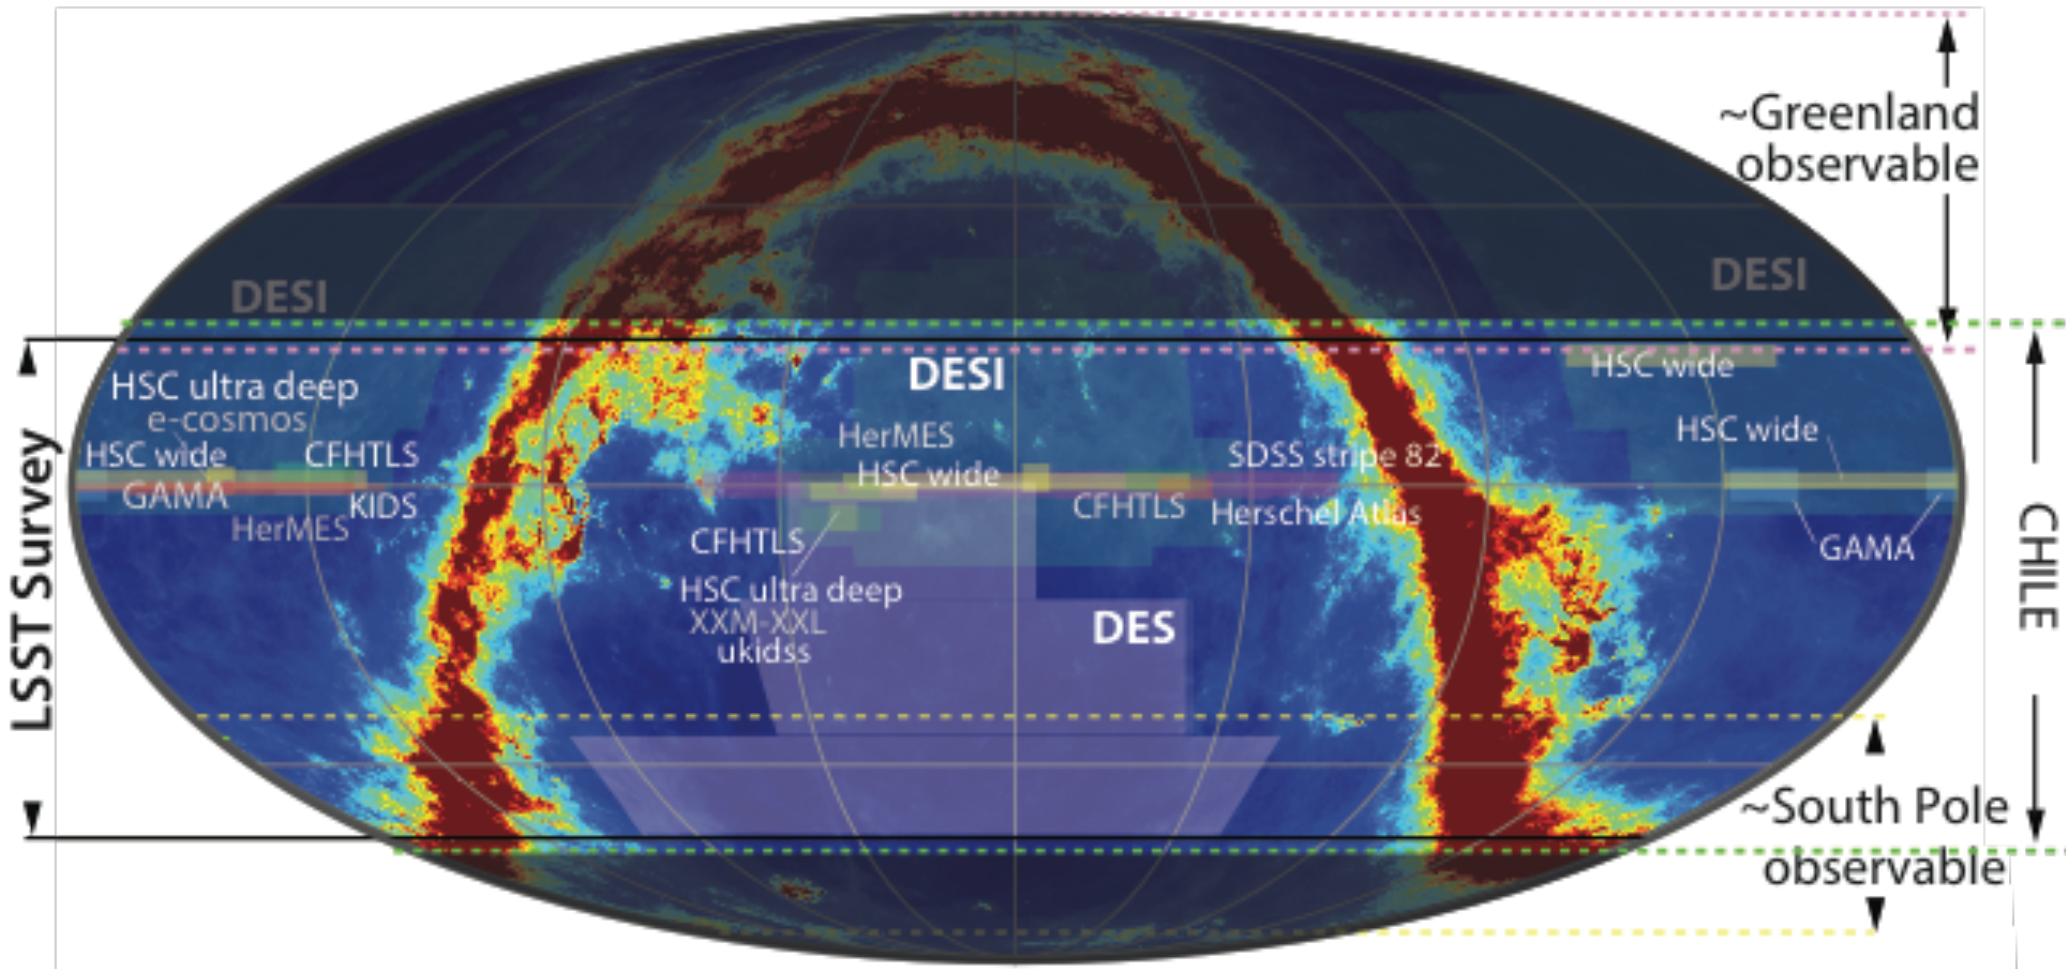 ~Greenland
observable
DESI
DESI
HSC ultra deep
e-cosmos
HSC wide
CFHTLS
GAMA
KIDS
HerMES
DESI
HerMES
HSC wide
SDSS stripe 82
CFHTLS
Herschel Atlas
CFHTLS
HSC ultra deep
XXM-XXL
ukidss
DES
HSC wide
HSC wide
GAMA
LSST Survey
CHILE
~South Pole
observable